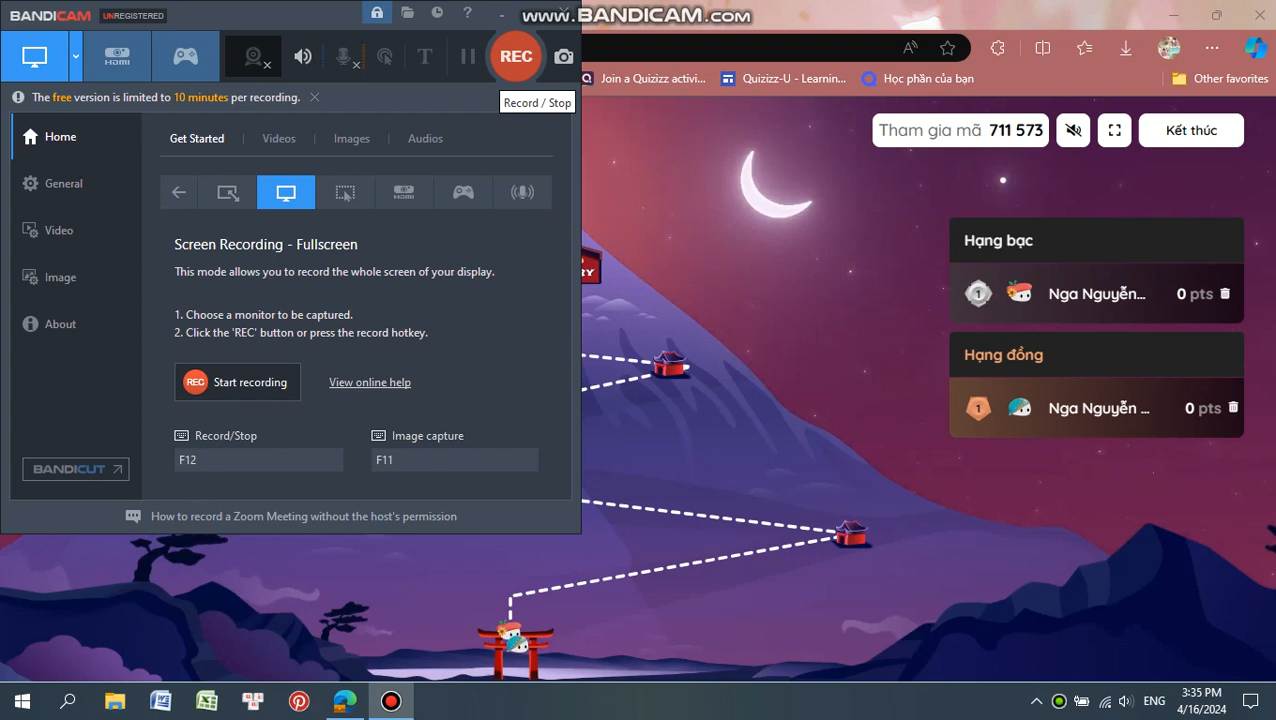 BANDICAM UNREGISTERED
www.BANDICAM.com
HDMI
T
REC
The free version is limited to 10 minutes per recording.
Record / Stop
Join a Quizizz activi...
Quizizz-U - Learnin...
Học phần của bạn
Other favorites
Home
General
Video
Image
About
BANDICUT
Get Started
Videos
Images
Audios
HDMI
Screen Recording - Fullscreen
This mode allows you to record the whole screen of your display.
1. Choose a monitor to be captured.
2. Click the 'REC' button or press the record hotkey.
REC Start recording
View online help
Record/Stop
Image capture
F12
F11
How to record a Zoom Meeting without the host's permission
RY
Tham gia mã 711 573
Kết thúc
Hạng bạc
1 Nga Nguyễn... 0 pts
Hạng đồng
1 Nga Nguyễn ... 0 pts
ENG
3:35 PM
4/16/2024